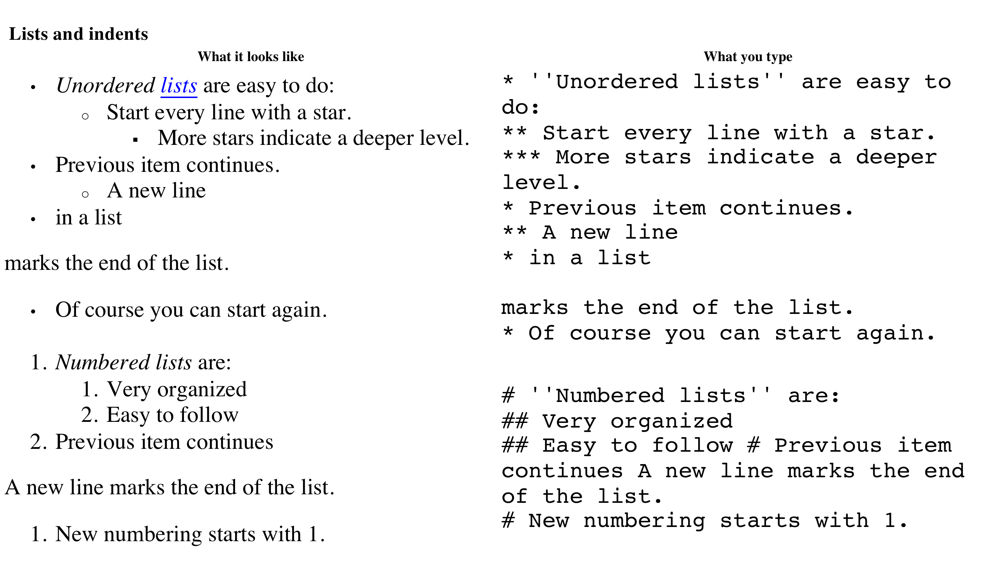 Lists and indents
What it looks like
• Unordered lists are easy to do:
○ Start every line with a star.
▪ More stars indicate a deeper level.
• Previous item continues.
○ A new line
• in a list
marks the end of the list.
• Of course you can start again.
1. Numbered lists are:
1. Very organized
2. Easy to follow
2. Previous item continues
A new line marks the end of the list.
1. New numbering starts with 1.
What you type
* ''Unordered lists'' are easy to
do:
** Start every line with a star.
*** More stars indicate a deeper
level.
* Previous item continues.
** A new line
* in a list
marks the end of the list.
* Of course you can start again.
# ''Numbered lists'' are:
## Very organized
## Easy to follow # Previous item
continues A new line marks the end
of the list.
# New numbering starts with 1.